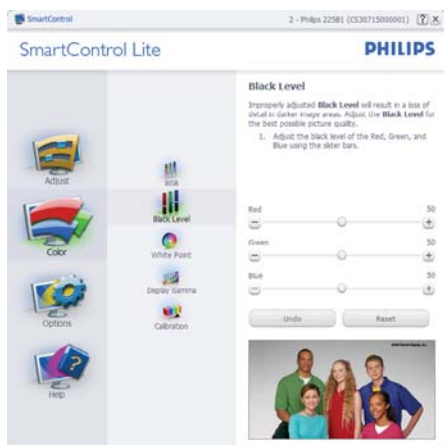 SmartControl
2 - Philips 225B1 (CS30715000001)
SmartControl Lite
PHILIPS
Adjust
Color
Options
Help
RGB
Black Level
White Point
Display Gamma
Calibration
Black Level
Improperly adjusted Black Level will result in a loss of
detail in darker image areas. Adjust the Black Level for
the best possible picture quality.
1. Adjust the black level of the Red, Green, and
Blue using the slider bars.
Red 50
Green 50
Blue 50
Undo
Reset